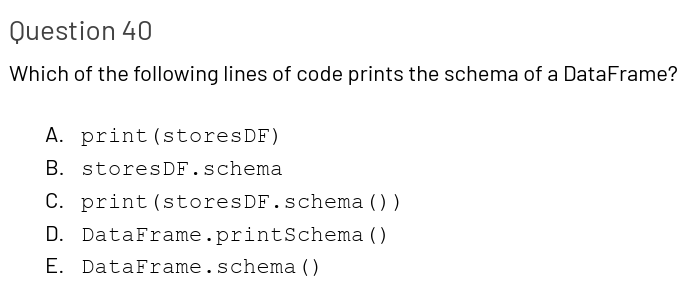 Question 40
Which of the following lines of code prints the schema of a DataFrame?
A. print(storesDF)
B. storesDF.schema
C. print(storesDF.schema())
D. DataFrame.printSchema()
E. DataFrame.schema()